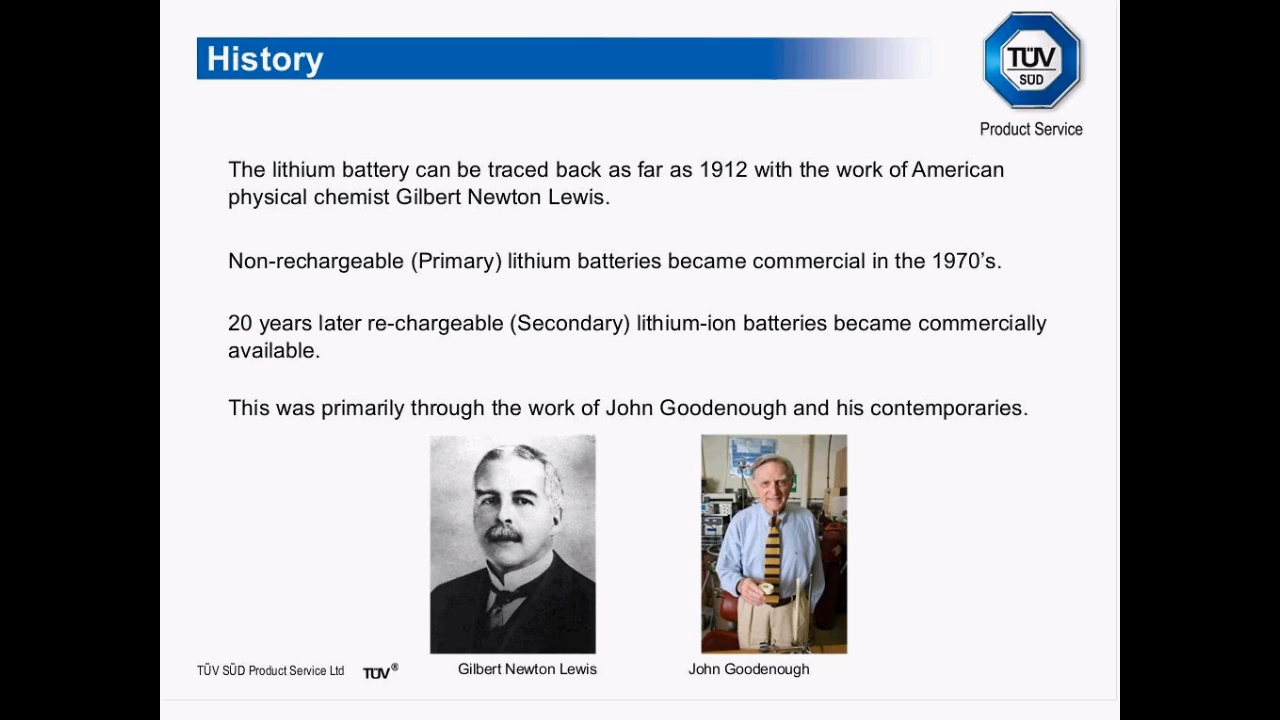 History
TÜV
SÜD
Product Service
The lithium battery can be traced back as far as 1912 with the work of American
physical chemist Gilbert Newton Lewis.
Non-rechargeable (Primary) lithium batteries became commercial in the 1970’s.
20 years later re-chargeable (Secondary) lithium-ion batteries became commercially
available.
This was primarily through the work of John Goodenough and his contemporaries.
TÜV SÜD Product Service Ltd TÜV®
Gilbert Newton Lewis
John Goodenough